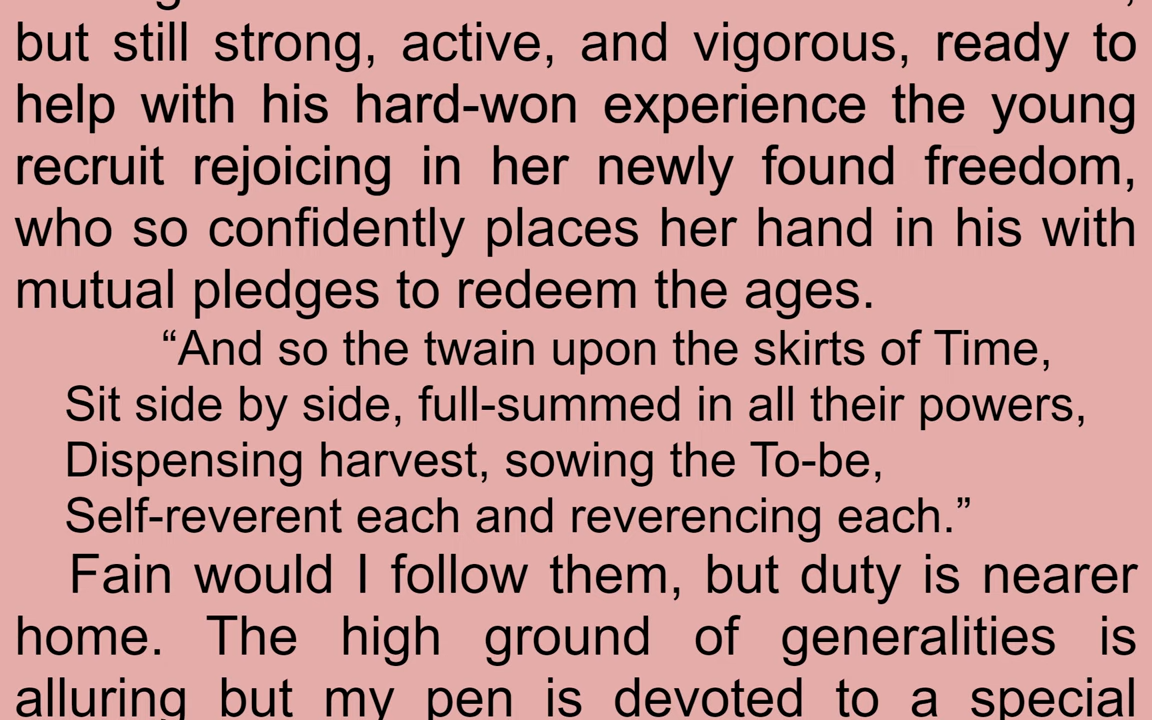 but still strong, active, and vigorous, ready to
help with his hard-won experience the young
recruit rejoicing in her newly found freedom,
who so confidently places her hand in his with
mutual pledges to redeem the ages.
“And so the twain upon the skirts of Time,
Sit side by side, full-summed in all their powers,
Dispensing harvest, sowing the To-be,
Self-reverent each and reverencing each.”
Fain would I follow them, but duty is nearer
home. The high ground of generalities is
alluring but my pen is devoted to a special